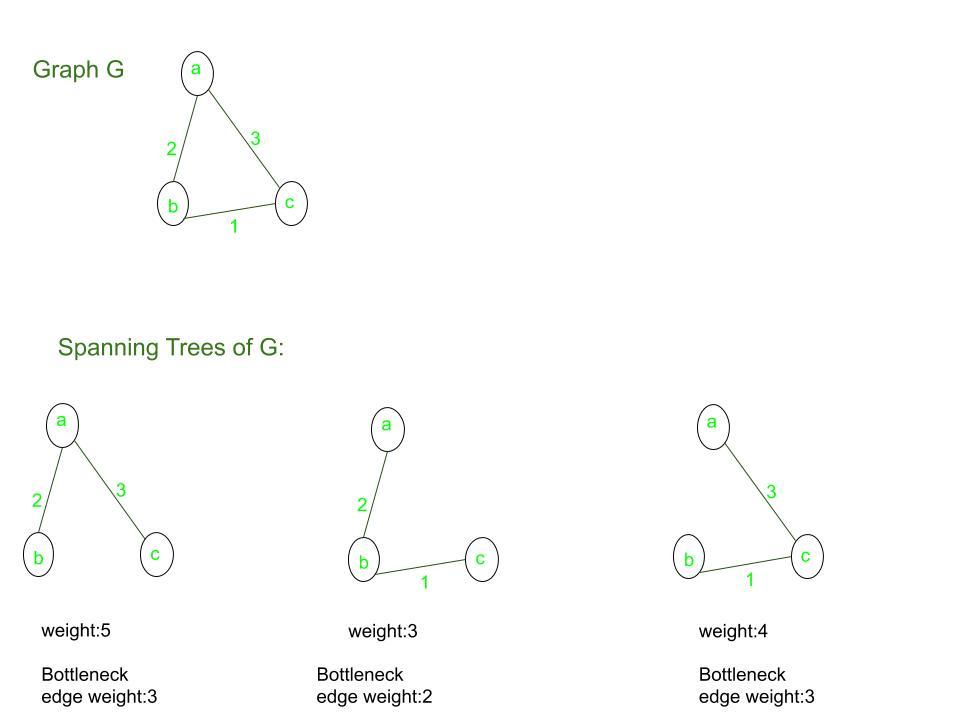 Graph G
a
2
3
b
c
1
Spanning Trees of G:
a
2
3
b
c
a
2
b
c
1
a
3
b
c
1
weight:5
weight:3
weight:4
Bottleneck
edge weight:3
Bottleneck
edge weight:2
Bottleneck
edge weight:3